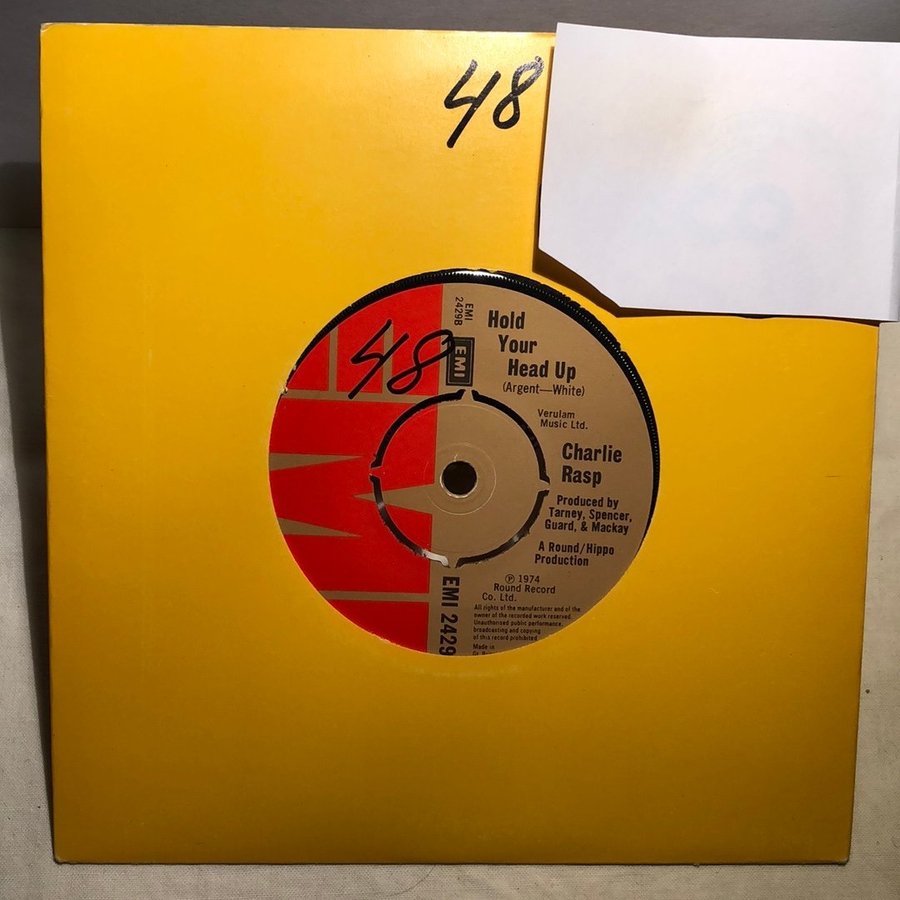 48
48
EMI
2429B
EMI
Hold
Your
Head Up
(Argent—White)
Verulam
Music Ltd.
Charlie
Rasp
Produced by
Tarney, Spencer,
Guard, & Mackay
A Round/Hippo
Production
℗ 1974
Round Record
Co. Ltd.
All rights of the manufacturer and of the
owner of the recorded work reserved.
Unauthorised public performance,
broadcasting and copying
of this record prohibited.
Made in
EMI 2429